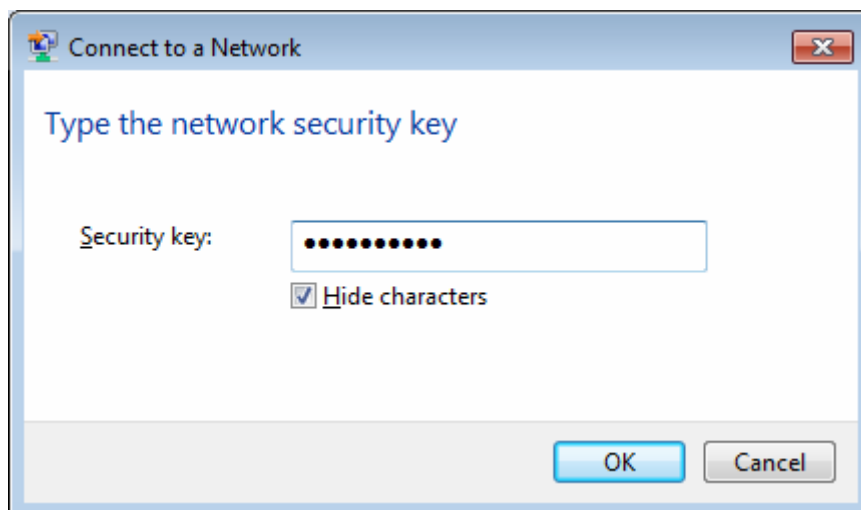 Connect to a Network
Type the network security key
Security key: ••••••••••
Hide characters
OK Cancel